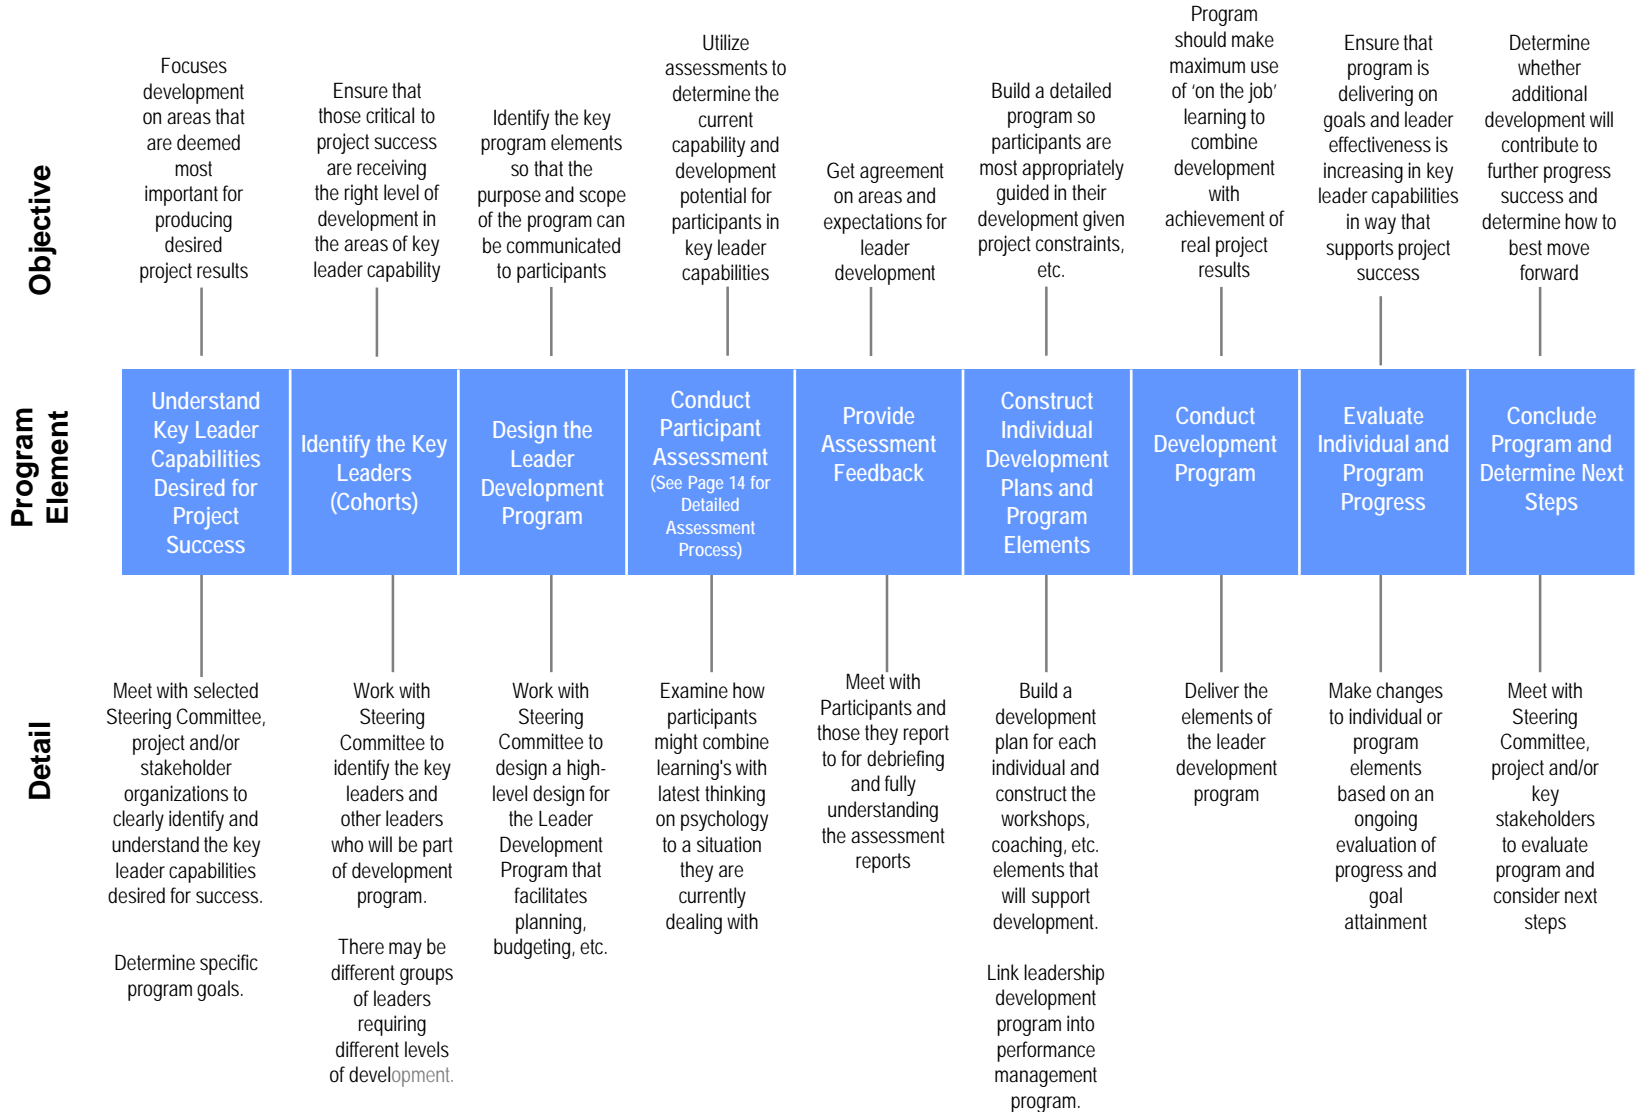 Objective
Focuses
development
on areas that
are deemed
most
important for
producing
desired
project results
Ensure that
those critical to
project success
are receiving
the right level of
development in
the areas of key
leader capability
Identify the key
program elements
so that the
purpose and scope
of the program can
be communicated
to participants
Utilize
assessments to
determine the
current
capability and
development
potential for
participants in
key leader
capabilities
Get agreement
on areas and
expectations for
leader
development
Build a detailed
program so
participants are
most appropriately
guided in their
development given
project constraints,
etc.
Program
should make
maximum use
of 'on the job'
learning to
combine
development
with
achievement of
real project
results
Ensure that
program is
delivering on
goals and leader
effectiveness is
increasing in key
leader capabilities
in way that
supports project
success
Determine
whether
additional
development will
contribute to
further progress
success and
determine how to
best move
forward
Program
Element
Understand
Key Leader
Capabilities
Desired for
Project
Success
Identify the Key
Leaders
(Cohorts)
Design the
Leader
Development
Program
Conduct
Participant
Assessment
(See Page 14 for
Detailed
Assessment
Process)
Provide
Assessment
Feedback
Construct
Individual
Development
Plans and
Program
Elements
Conduct
Development
Program
Evaluate
Individual and
Program
Progress
Conclude
Program and
Determine Next
Steps
Detail
Meet with selected
Steering Committee,
project and/or
stakeholder
organizations to
clearly identify and
understand the key
leader capabilities
desired for success.
Determine specific
program goals.
Work with
Steering
Committee to
identify the key
leaders and
other leaders
who will be part
of development
program.
There may be
different groups
of leaders
requiring
different levels
of development.
Work with
Steering
Committee to
design a high-
level design for
the Leader
Development
Program that
facilitates
planning,
budgeting, etc.
Examine how
participants
might combine
learning's with
latest thinking
on psychology
to a situation
they are
currently
dealing with
Meet with
Participants and
those they report
to for debriefing
and fully
understanding
the assessment
reports
Build a
development
plan for each
individual and
construct the
workshops,
coaching, etc.
elements that
will support
development.
Link leadership
development
program into
performance
management
program.
Deliver the
elements of
the leader
development
program
Make changes
to individual or
program
elements
based on an
ongoing
evaluation of
progress and
goal
attainment
Meet with
Steering
Committee,
project and/or
key
stakeholders
to evaluate
program and
consider next
steps